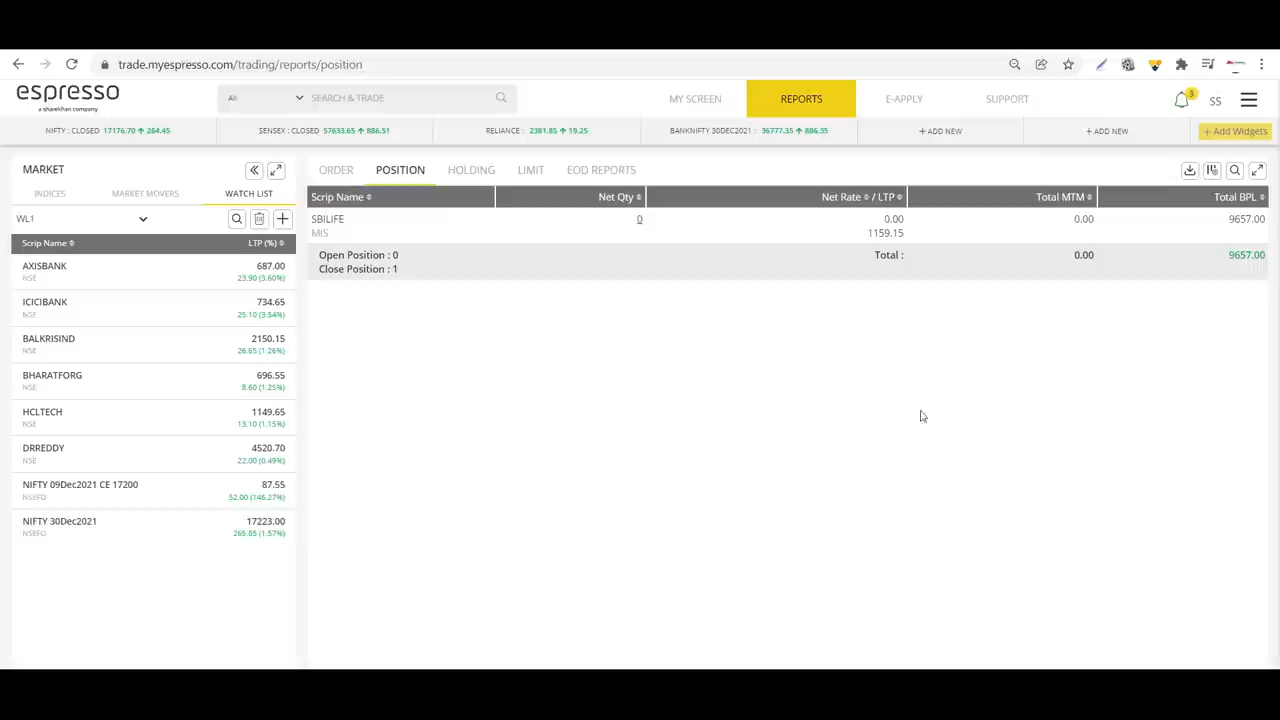 trade.myespresso.com/trading/reports/position
espresso
a sharekhan company
All
SEARCH & TRADE
MY SCREEN
REPORTS
E-APPLY
SUPPORT
3
SS
NIFTY : CLOSED 17176.70 ↑ 264.45
SENSEX : CLOSED 57633.65 ↑ 886.51
RELIANCE : 2381.85 ↑ 19.25
BANKNIFTY 30DEC2021 : 36777.35 ↑ 886.35
+ ADD NEW
+ ADD NEW
+ Add Widgets
MARKET
INDICES
MARKET MOVERS
WATCH LIST
WL1
Scrip Name LTP (%)
AXISBANK 687.00
NSE 23.90 (3.60%)
ICICIBANK 734.65
NSE 25.10 (3.54%)
BALKRISIND 2150.15
NSE 26.65 (1.26%)
BHARATFORG 696.55
NSE 8.60 (1.25%)
HCLTECH 1149.65
NSE 13.10 (1.15%)
DRREDDY 4520.70
NSE 22.00 (0.49%)
NIFTY 09Dec2021 CE 17200 87.55
NSEFO 52.00 (146.27%)
NIFTY 30Dec2021 17223.00
NSEFO 265.85 (1.57%)
ORDER
POSITION
HOLDING
LIMIT
EOD REPORTS
Scrip Name Net Qty Net Rate / LTP Total MTM Total BPL
SBILIFE 0 0.00 0.00 9657.00
MIS 1159.15
Open Position : 0 Total : 0.00 9657.00
Close Position : 1